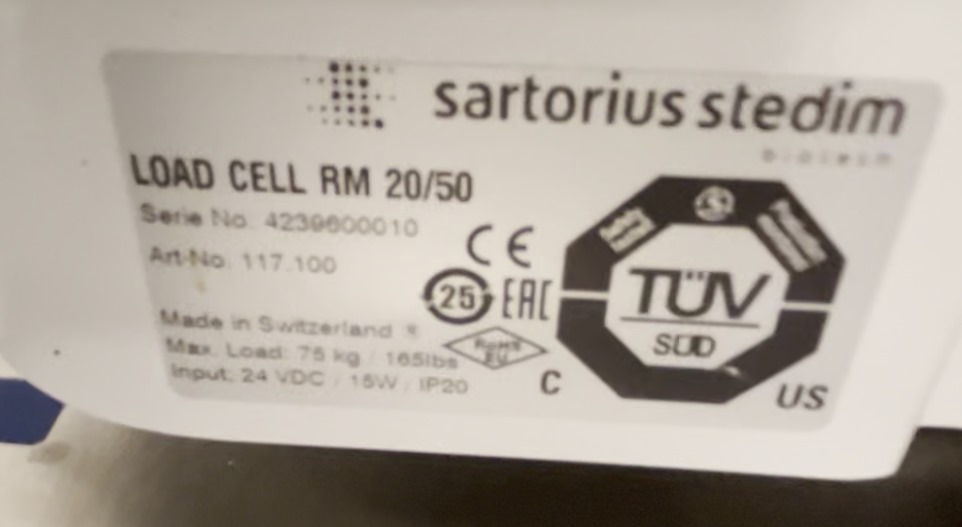 sartorius stedim
LOAD CELL RM 20/50
Serie No. 4239600010
Art-No. 117.100
CE
25 EAC
Made in Switzerland
Max. Load: 75 kg / 165lbs
Input: 24 VDC / 15W / IP20
RoHS
EU
TÜV
SÜD
C US